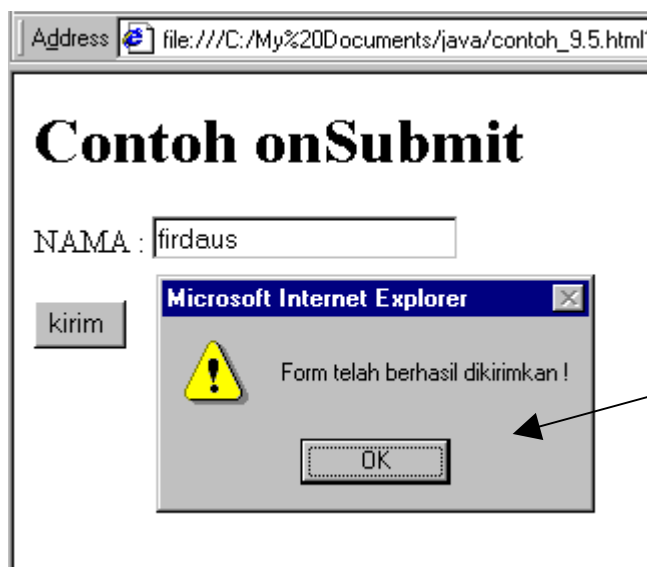 Address file:///C:/My%20Documents/java/contoh_9.5.html?
Contoh onSubmit
NAMA : firdaus
kirim
Microsoft Internet Explorer
Form telah berhasil dikirimkan !
OK